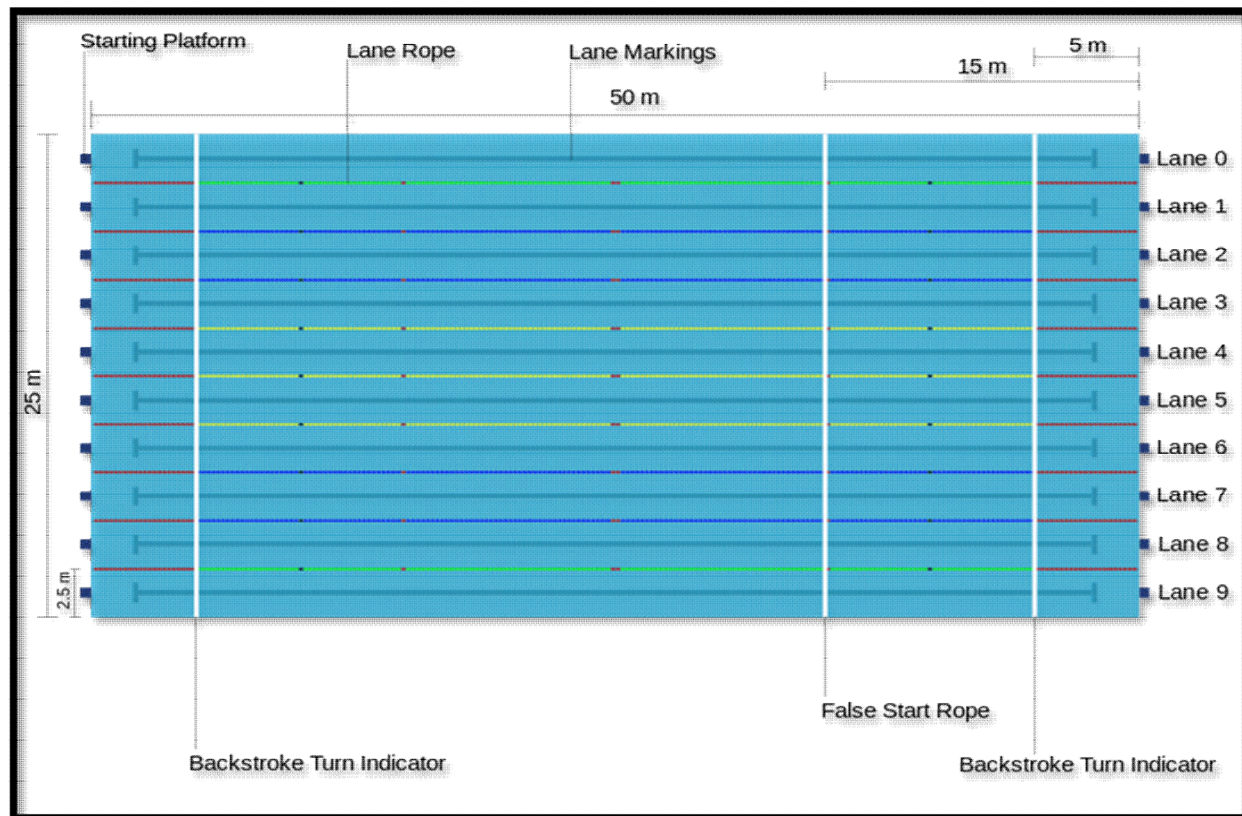 Starting Platform
Lane Rope
Lane Markings
5 m
15 m
50 m
Lane 0
Lane 1
Lane 2
Lane 3
Lane 4
Lane 5
Lane 6
Lane 7
Lane 8
Lane 9
25 m
2.5 m
False Start Rope
Backstroke Turn Indicator
Backstroke Turn Indicator